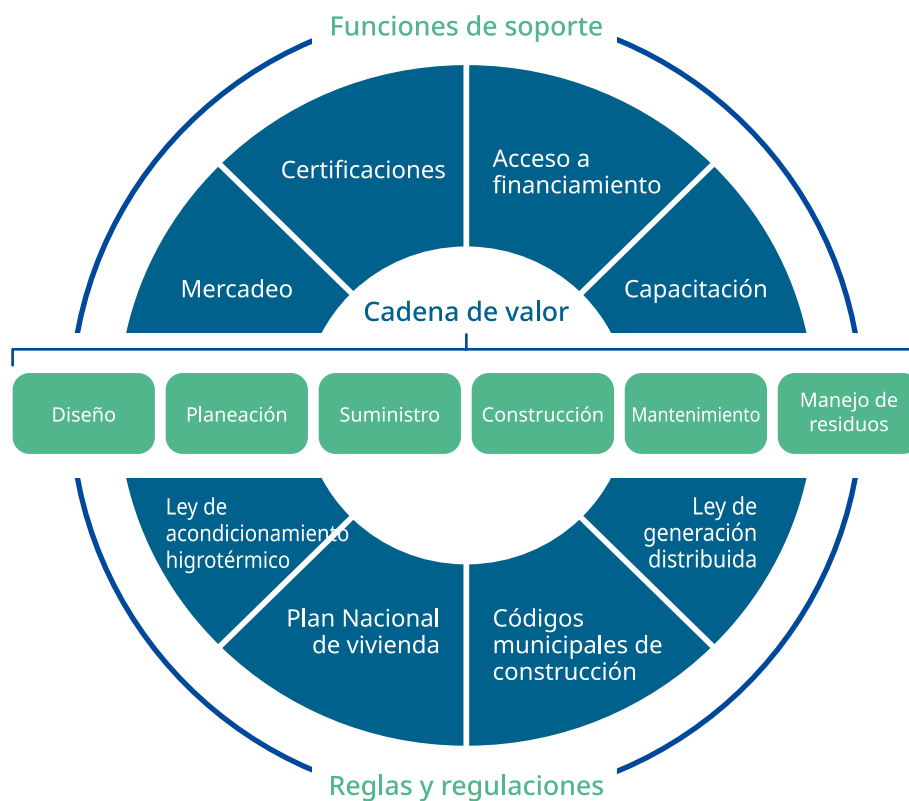 Funciones de soporte
Certificaciones
Acceso a
financiamiento
Mercadeo
Capacitación
Cadena de valor
Diseño
Planeación
Suministro
Construcción
Mantenimiento
Manejo de
residuos
Ley de
acondicionamiento
higrotérmico
Plan Nacional
de vivienda
Códigos
municipales de
construcción
Ley de
generación
distribuida
Reglas y regulaciones